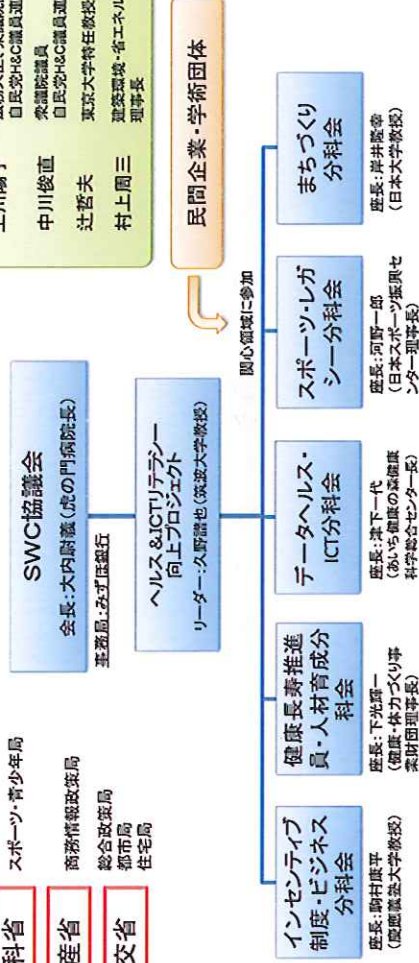 科省
スポーツ・青少年局
産省
商務情報政策局
交省
総合政策局
都市局
住宅局
SWC協議会
会長:大内尉義(虎の門病院長)
事務局:みずほ銀行
ヘルス&ICTリテラシー
向上プロジェクト
リーダー:久野譜也(筑波大学教授)
自民党H&C議員連
中川俊直
衆議院議員
自民党H&C議員連
辻哲夫
東京大学特任教授
村上周三
建築環境・省エネル
理事長
民間企業・学術団体
関心領域に参加
インセンティブ
制度・ビジネス
分科会
座長:駒村康平
(慶應義塾大学教授)
健康長寿推進
員・人材育成分
科会
座長:下光輝一
(健康・体力づくり事
業財団理事長)
データヘルス・
ICT分科会
座長:津下一代
(あいち健康の森健康
科学総合センター長)
スポーツ・レガ
シー分科会
座長:河野一郎
(日本スポーツ振興セ
ンター理事長)
まちづくり
分科会
座長:岸井隆幸
(日本大学教授)